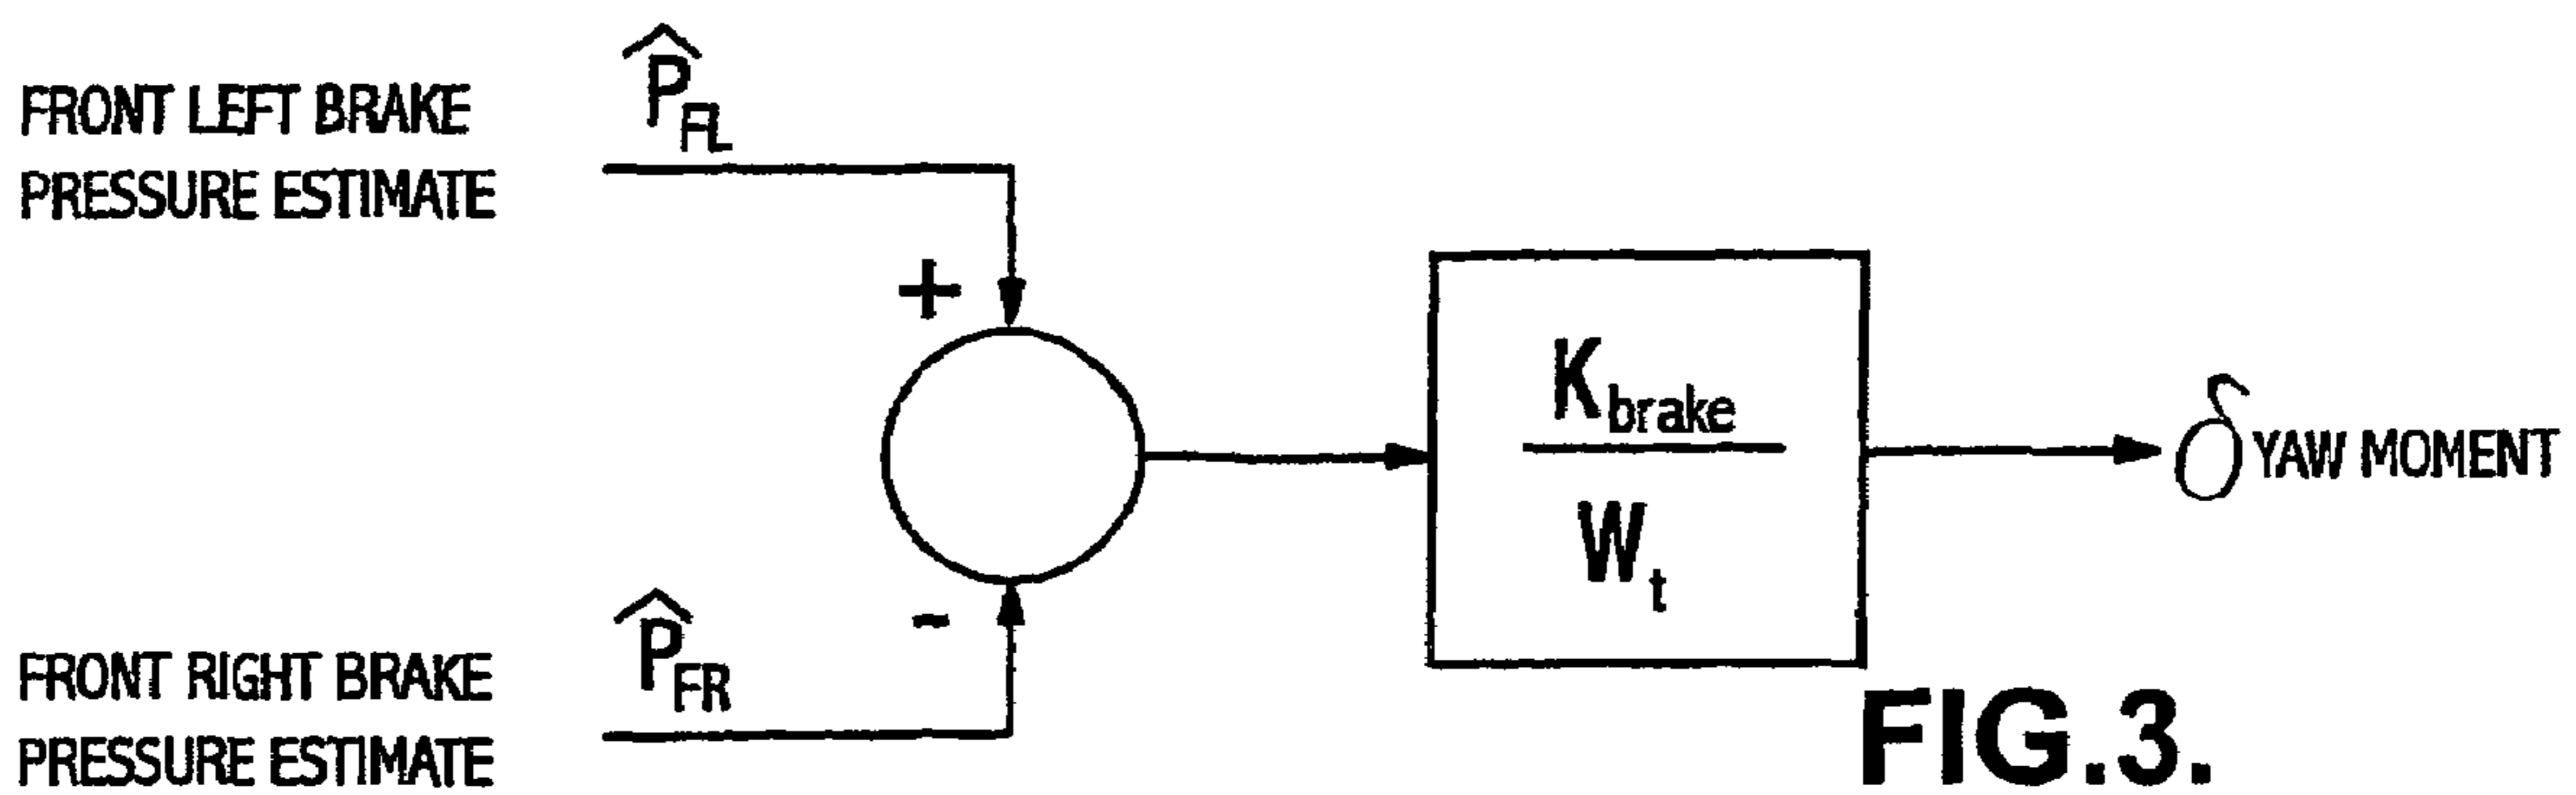 FRONT LEFT BRAKE
PRESSURE ESTIMATE
P̂FL
+
Kbrake
Wt
δ YAW MOMENT
-
P̂FR
FRONT RIGHT BRAKE
PRESSURE ESTIMATE
FIG.3.